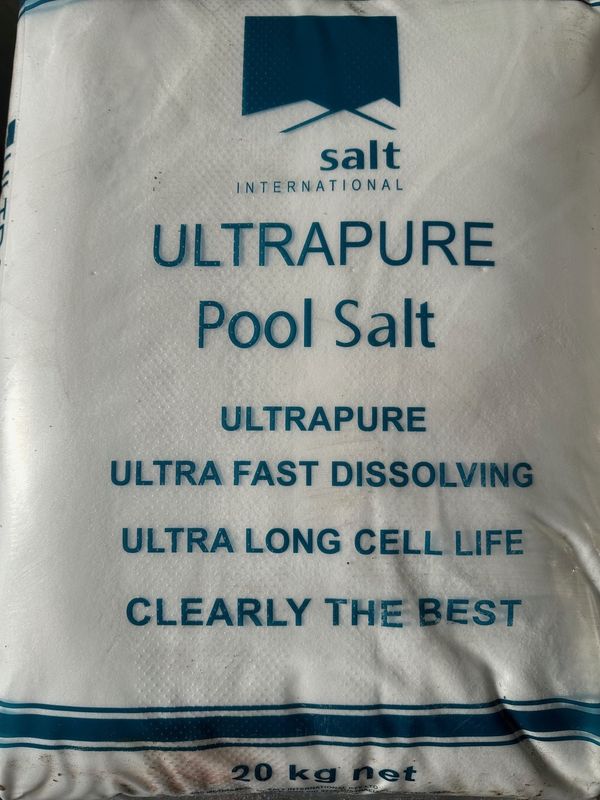 salt
INTERNATIONAL
ULTRAPURE
Pool Salt
ULTRAPURE
ULTRA FAST DISSOLVING
ULTRA LONG CELL LIFE
CLEARLY THE BEST
20 kg net